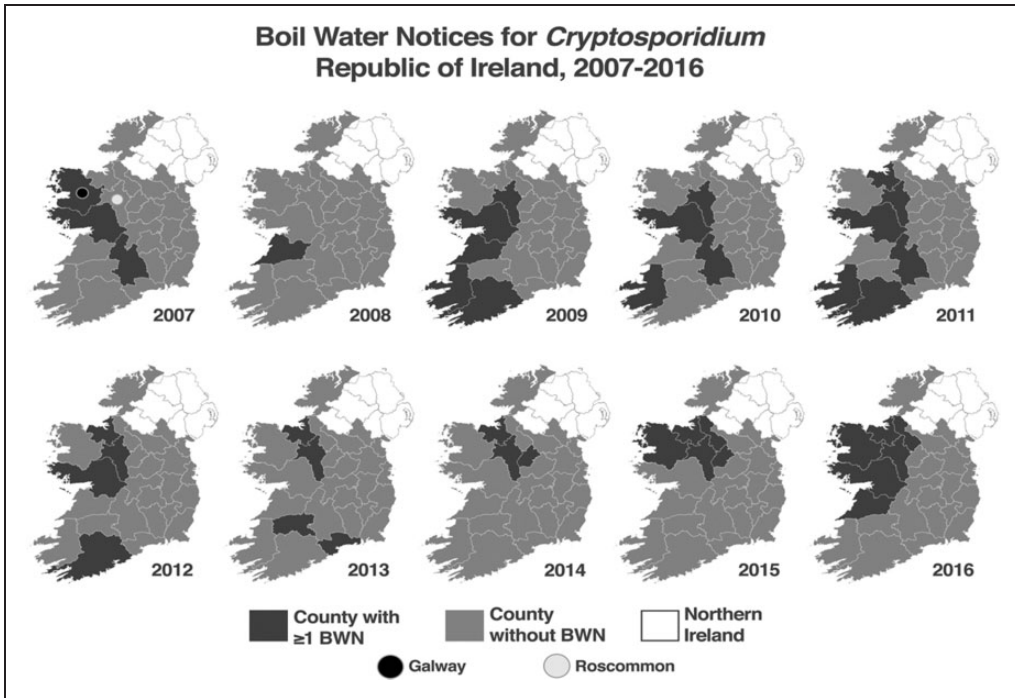 Boil Water Notices for Cryptosporidium
Republic of Ireland, 2007-2016
2007
2008
2009
2010
2011
2012
2013
2014
2015
2016
County with
≥1 BWN
County
without BWN
Northern
Ireland
Galway
Roscommon